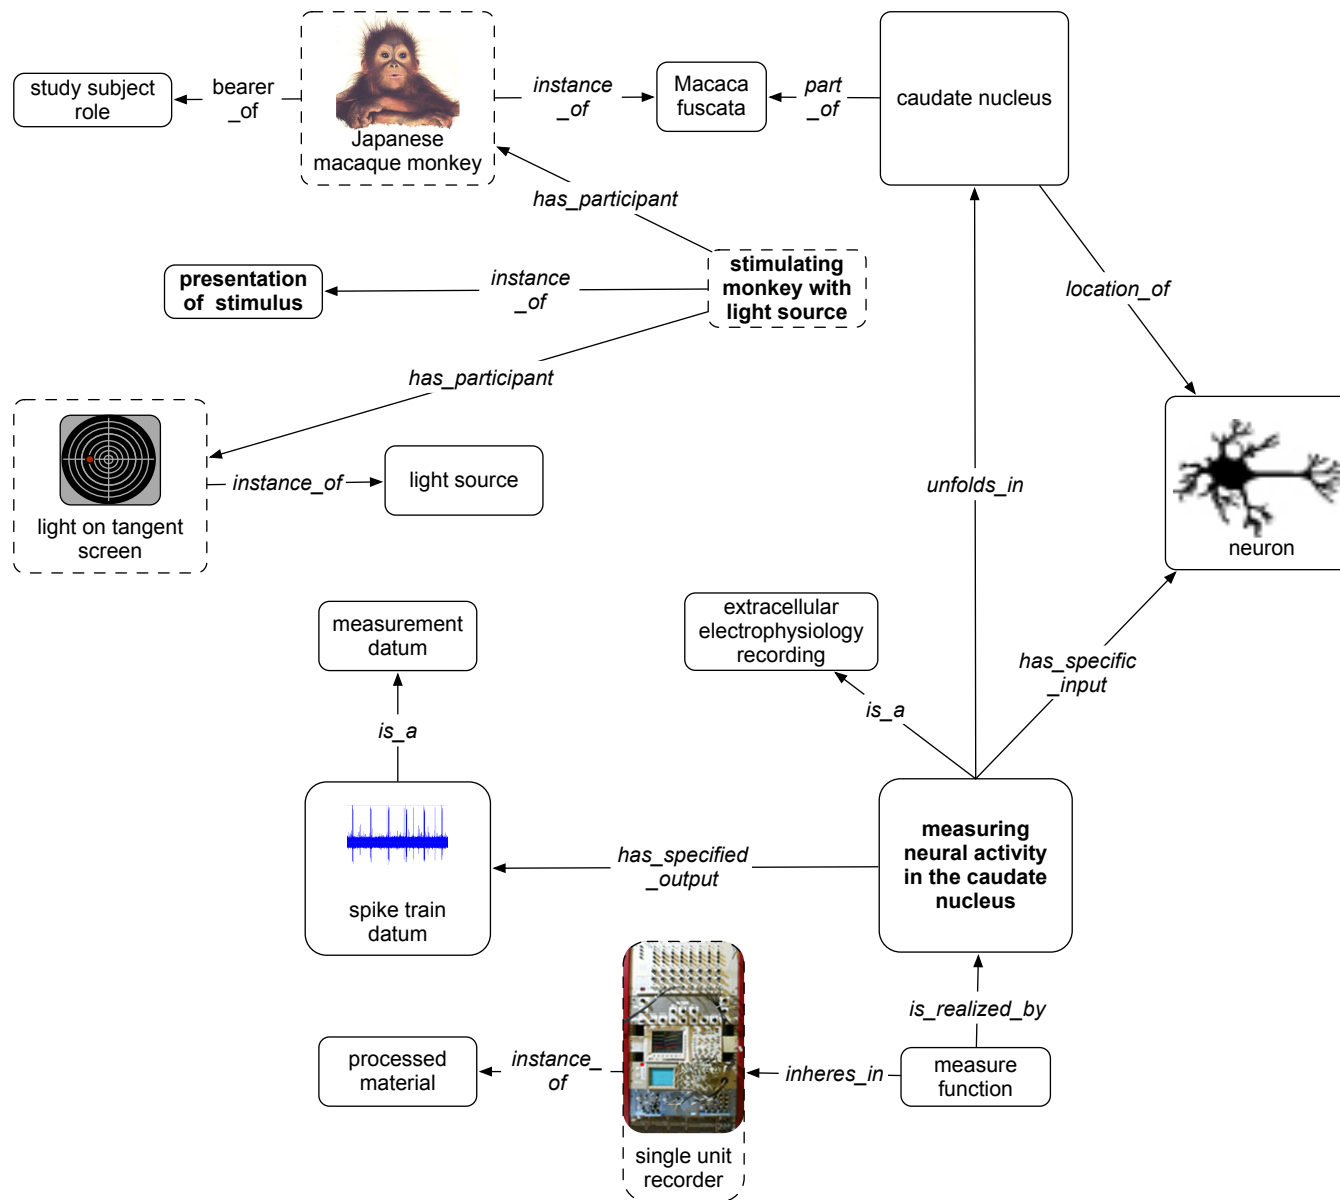 study subject
role
bearer
_of
Japanese
macaque monkey
instance
_of
Macaca
fuscata
part
_of
caudate nucleus
has_participant
presentation
of stimulus
instance
_of
stimulating
monkey with
light source
location_of
has_participant
light on tangent
screen
instance_of
light source
unfolds_in
neuron
measurement
datum
extracellular
electrophysiology
recording
has_specific
_input
is_a
is_a
spike train
datum
has_specified
_output
measuring
neural activity
in the caudate
nucleus
is_realized_by
processed
material
instance_
of
single unit
recorder
inheres_in
measure
function